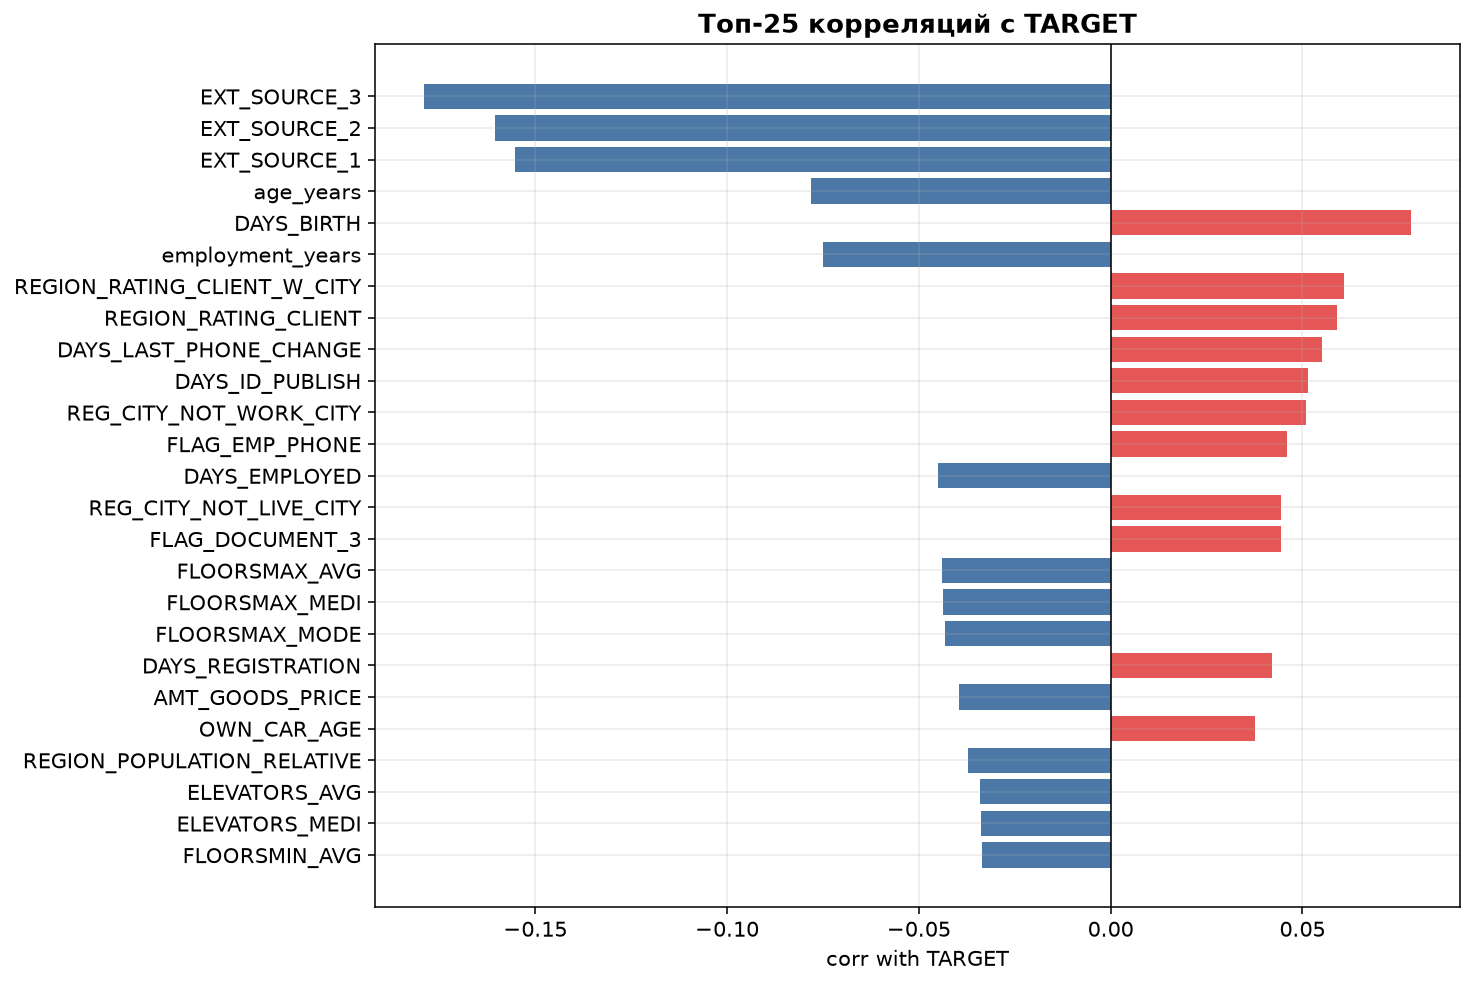 Топ-25 корреляций с TARGET
EXT_SOURCE_3
EXT_SOURCE_2
EXT_SOURCE_1
age_years
DAYS_BIRTH
employment_years
REGION_RATING_CLIENT_W_CITY
REGION_RATING_CLIENT
DAYS_LAST_PHONE_CHANGE
DAYS_ID_PUBLISH
REG_CITY_NOT_WORK_CITY
FLAG_EMP_PHONE
DAYS_EMPLOYED
REG_CITY_NOT_LIVE_CITY
FLAG_DOCUMENT_3
FLOORSMAX_AVG
FLOORSMAX_MEDI
FLOORSMAX_MODE
DAYS_REGISTRATION
AMT_GOODS_PRICE
OWN_CAR_AGE
REGION_POPULATION_RELATIVE
ELEVATORS_AVG
ELEVATORS_MEDI
FLOORSMIN_AVG
−0.15 −0.10 −0.05 0.00 0.05
corr with TARGET